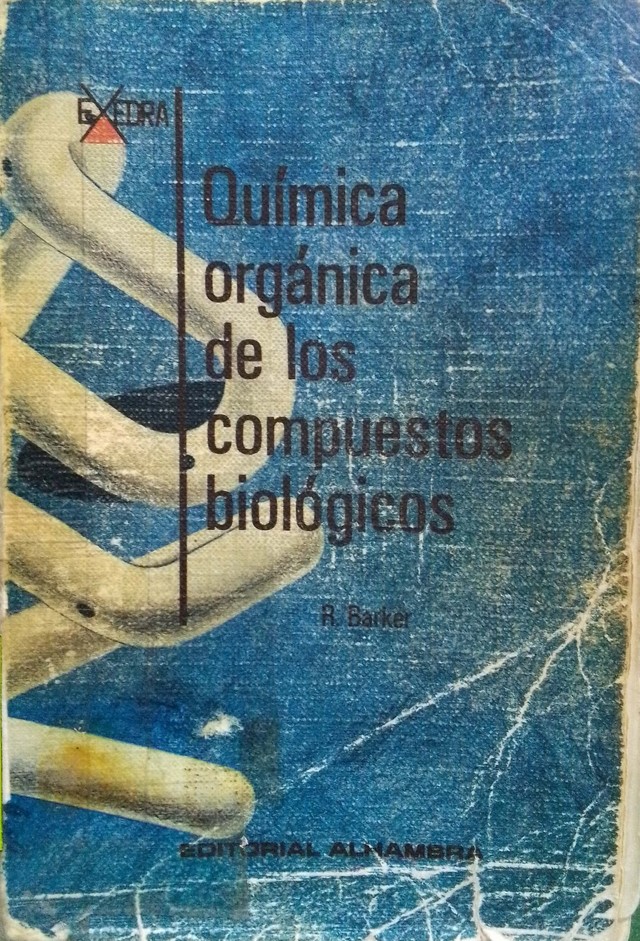 EXEDRA
Química
orgánica
de los
compuestos
biológicos
R. Barker
EDITORIAL ALHAMBRA